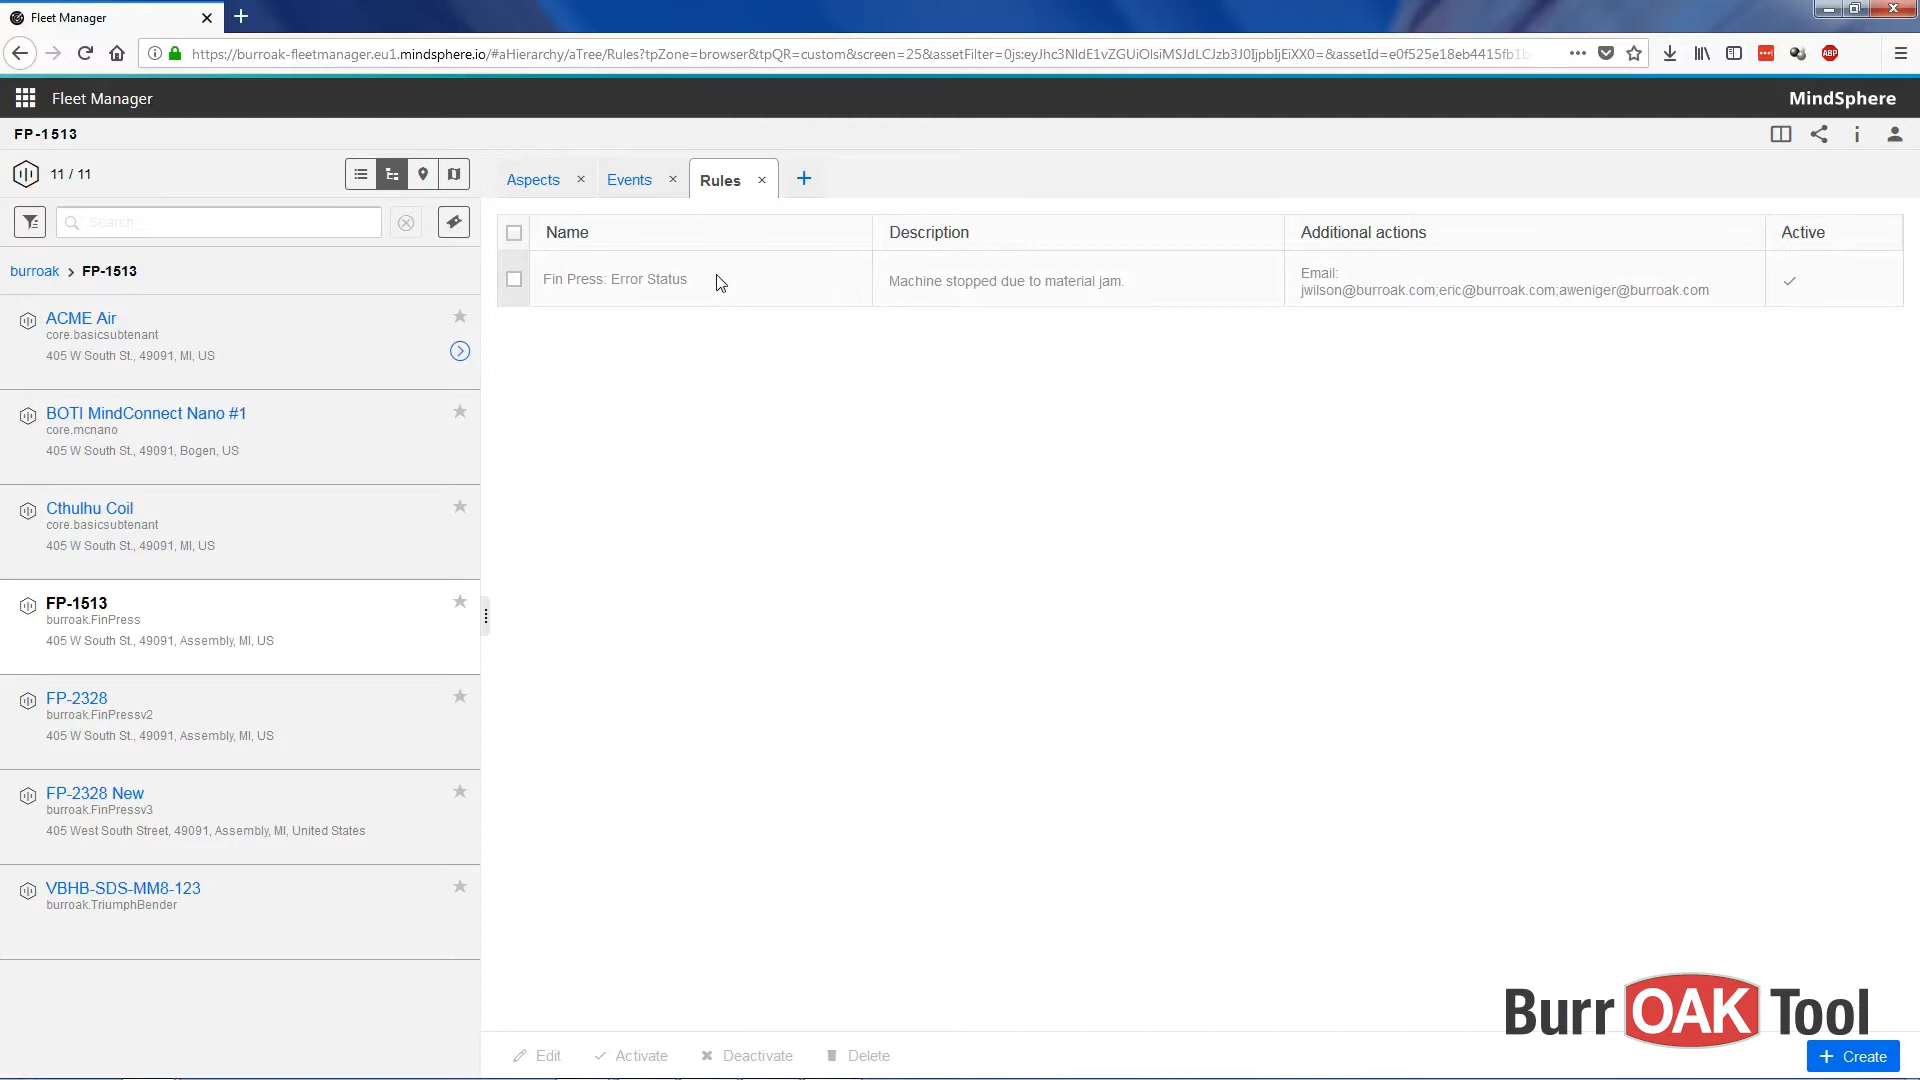 Fleet Manager
https://burroak-fleetmanager.eu1.mindsphere.io/#aHierarchy/aTree/Rules?tpZone=browser&tpQR=custom&screen=25&assetFilter=0js:eyJhc3NldE1vZGUiOlsiMSJdLCJzb3J0IjpbIjEiXX0=&assetId=e0f525e18eb4415fb1b
ABP
Fleet Manager
MindSphere
FP-1513
11 / 11
Aspects
Events
Rules
Search...
Name
Description
Additional actions
Active
burroak > FP-1513
Fin Press: Error Status
Machine stopped due to material jam.
Email:
jwilson@burroak.com;eric@burroak.com;aweniger@burroak.com
ACME Air
core.basicsubtenant
405 W South St., 49091, MI, US
BOTI MindConnect Nano #1
core.mcnano
405 W South St., 49091, Bogen, US
Cthulhu Coil
core.basicsubtenant
405 W South St., 49091, MI, US
FP-1513
burroak.FinPress
405 W South St., 49091, Assembly, MI, US
FP-2328
burroak.FinPressv2
405 W South St., 49091, Assembly, MI, US
FP-2328 New
burroak.FinPressv3
405 West South Street, 49091, Assembly, MI, United States
VBHB-SDS-MM8-123
burroak.TriumphBender
Burr OAK Tool
Edit
Activate
Deactivate
Delete
Create